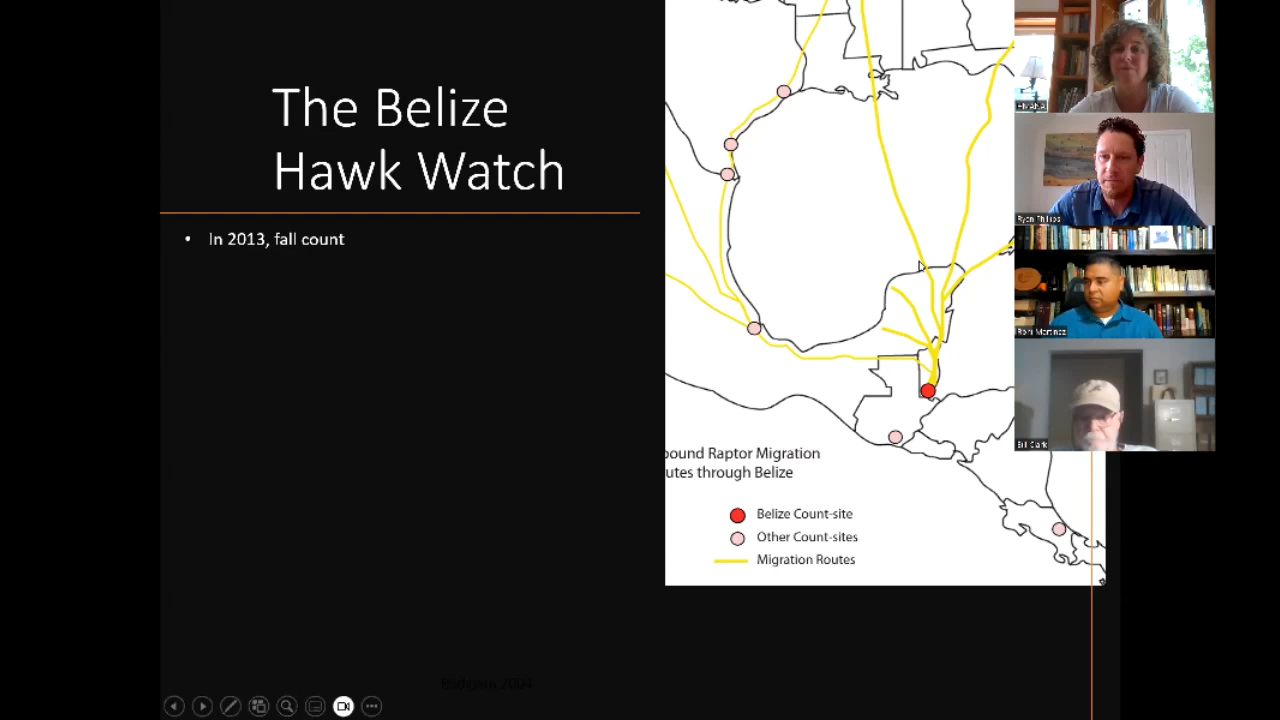 The Belize
Hawk Watch
• In 2013, fall count
bound Raptor Migration
utes through Belize
Belize Count-site
Other Count-sites
Migration Routes
HMANA
Ryan Phillips
Roni Martinez
Bill Clark